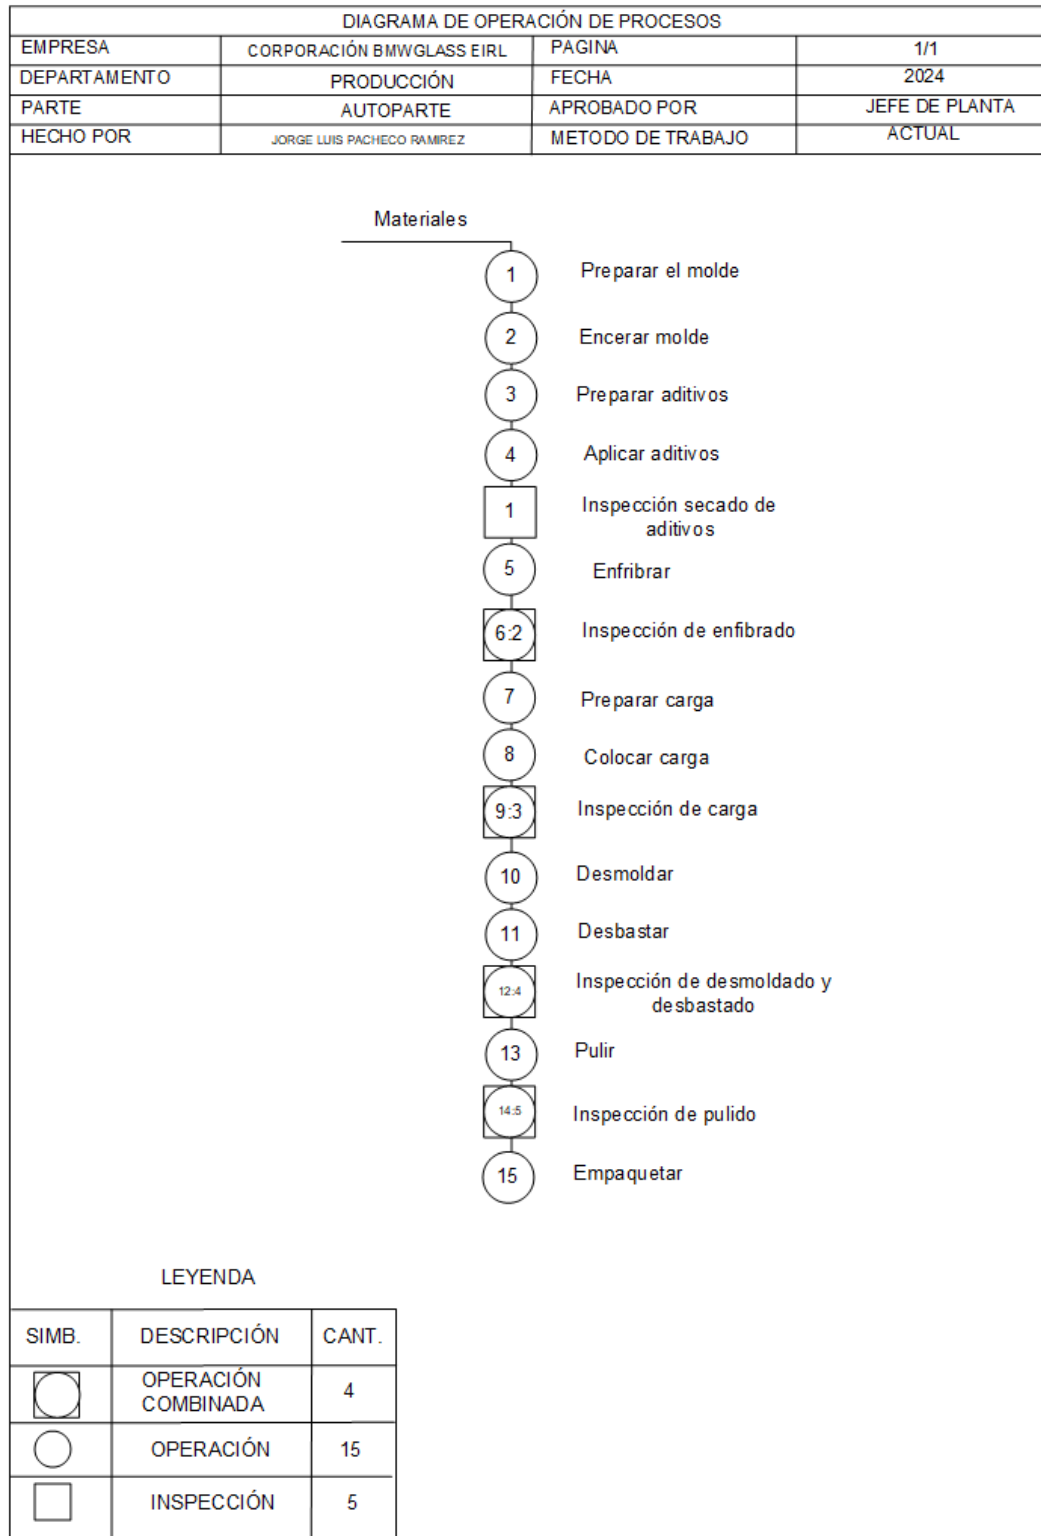 DIAGRAMA DE OPERACIÓN DE PROCESOS
EMPRESA CORPORACIÓN BMWGLASS EIRL PAGINA 1/1
DEPARTAMENTO PRODUCCIÓN FECHA 2024
PARTE AUTOPARTE APROBADO POR JEFE DE PLANTA
HECHO POR JORGE LUIS PACHECO RAMIREZ METODO DE TRABAJO ACTUAL
Materiales
1 Preparar el molde
2 Encerar molde
3 Preparar aditivos
4 Aplicar aditivos
1 Inspección secado de
aditivos
5 Enfribrar
6:2 Inspección de enfibrado
7 Preparar carga
8 Colocar carga
9:3 Inspección de carga
10 Desmoldar
11 Desbastar
12:4 Inspección de desmoldado y
desbastado
13 Pulir
14:5 Inspección de pulido
15 Empaquetar
LEYENDA
SIMB. DESCRIPCIÓN CANT.
OPERACIÓN
COMBINADA 4
OPERACIÓN 15
INSPECCIÓN 5